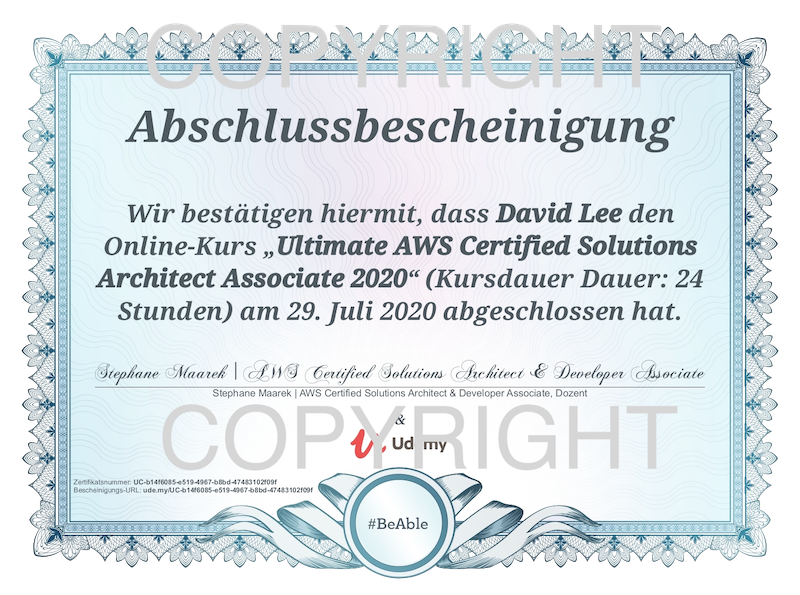 COPYRIGHT
Abschlussbescheinigung
Wir bestätigen hiermit, dass David Lee den
Online-Kurs „Ultimate AWS Certified Solutions
Architect Associate 2020“ (Kursdauer Dauer: 24
Stunden) am 29. Juli 2020 abgeschlossen hat.
Stephane Maarek | AWS Certified Solutions Architect & Developer Associate
Stephane Maarek | AWS Certified Solutions Architect & Developer Associate, Dozent
&
COPYRIGHT
Udemy
Zertifikatsnummer: UC-b14f6085-e519-4967-b8bd-47483102f09f
Bescheinigungs-URL: ude.my/UC-b14f6085-e519-4967-b8bd-47483102f09f
#BeAble